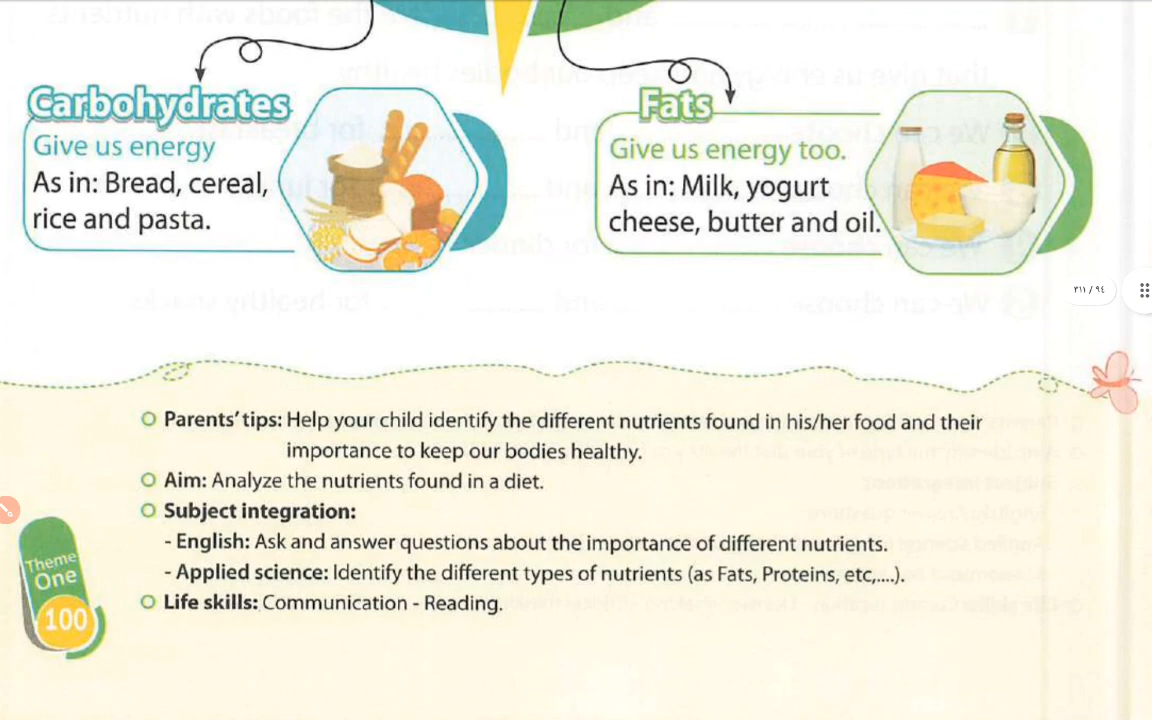 Carbohydrates
Give us energy
As in: Bread, cereal,
rice and pasta.
Fats
Give us energy too.
As in: Milk, yogurt
cheese, butter and oil.
٢١١ / ٩٤
Parents' tips: Help your child identify the different nutrients found in his/her food and their
importance to keep our bodies healthy.
Aim: Analyze the nutrients found in a diet.
Subject integration:
- English: Ask and answer questions about the importance of different nutrients.
- Applied science: Identify the different types of nutrients (as Fats, Proteins, etc,....).
Life skills: Communication - Reading.
Theme
One
100